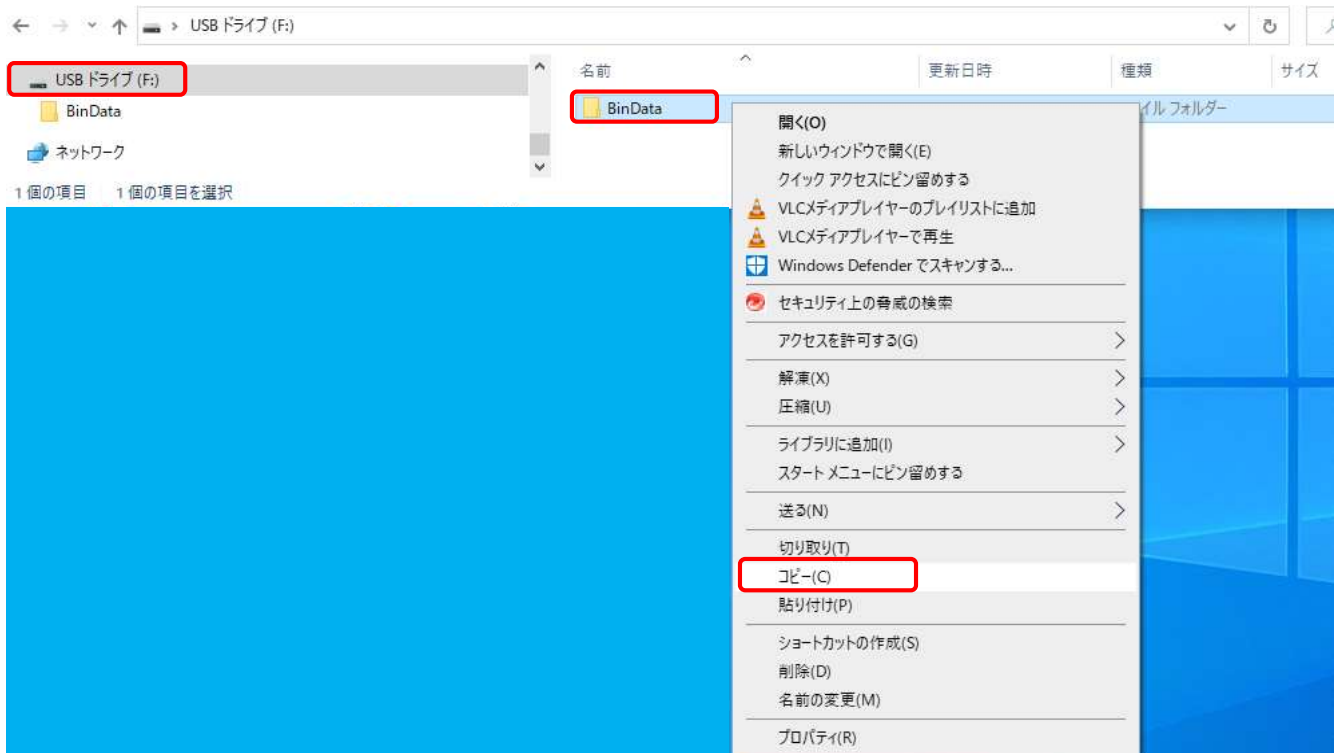 USB ドライブ (F:)
USB ドライブ (F:)
BinData
ネットワーク
1 個の項目 1 個の項目を選択
名前 更新日時 種類 サイズ
BinData イル フォルダー
開く(O)
新しいウィンドウで開く(E)
クイック アクセスにピン留めする
VLCメディアプレイヤーのプレイリストに追加
VLCメディアプレイヤーで再生
Windows Defender でスキャンする...
セキュリティ上の脅威の検索
アクセスを許可する(G)
解凍(X)
圧縮(U)
ライブラリに追加(I)
スタート メニューにピン留めする
送る(N)
切り取り(T)
コピー(C)
貼り付け(P)
ショートカットの作成(S)
削除(D)
名前の変更(M)
プロパティ(R)